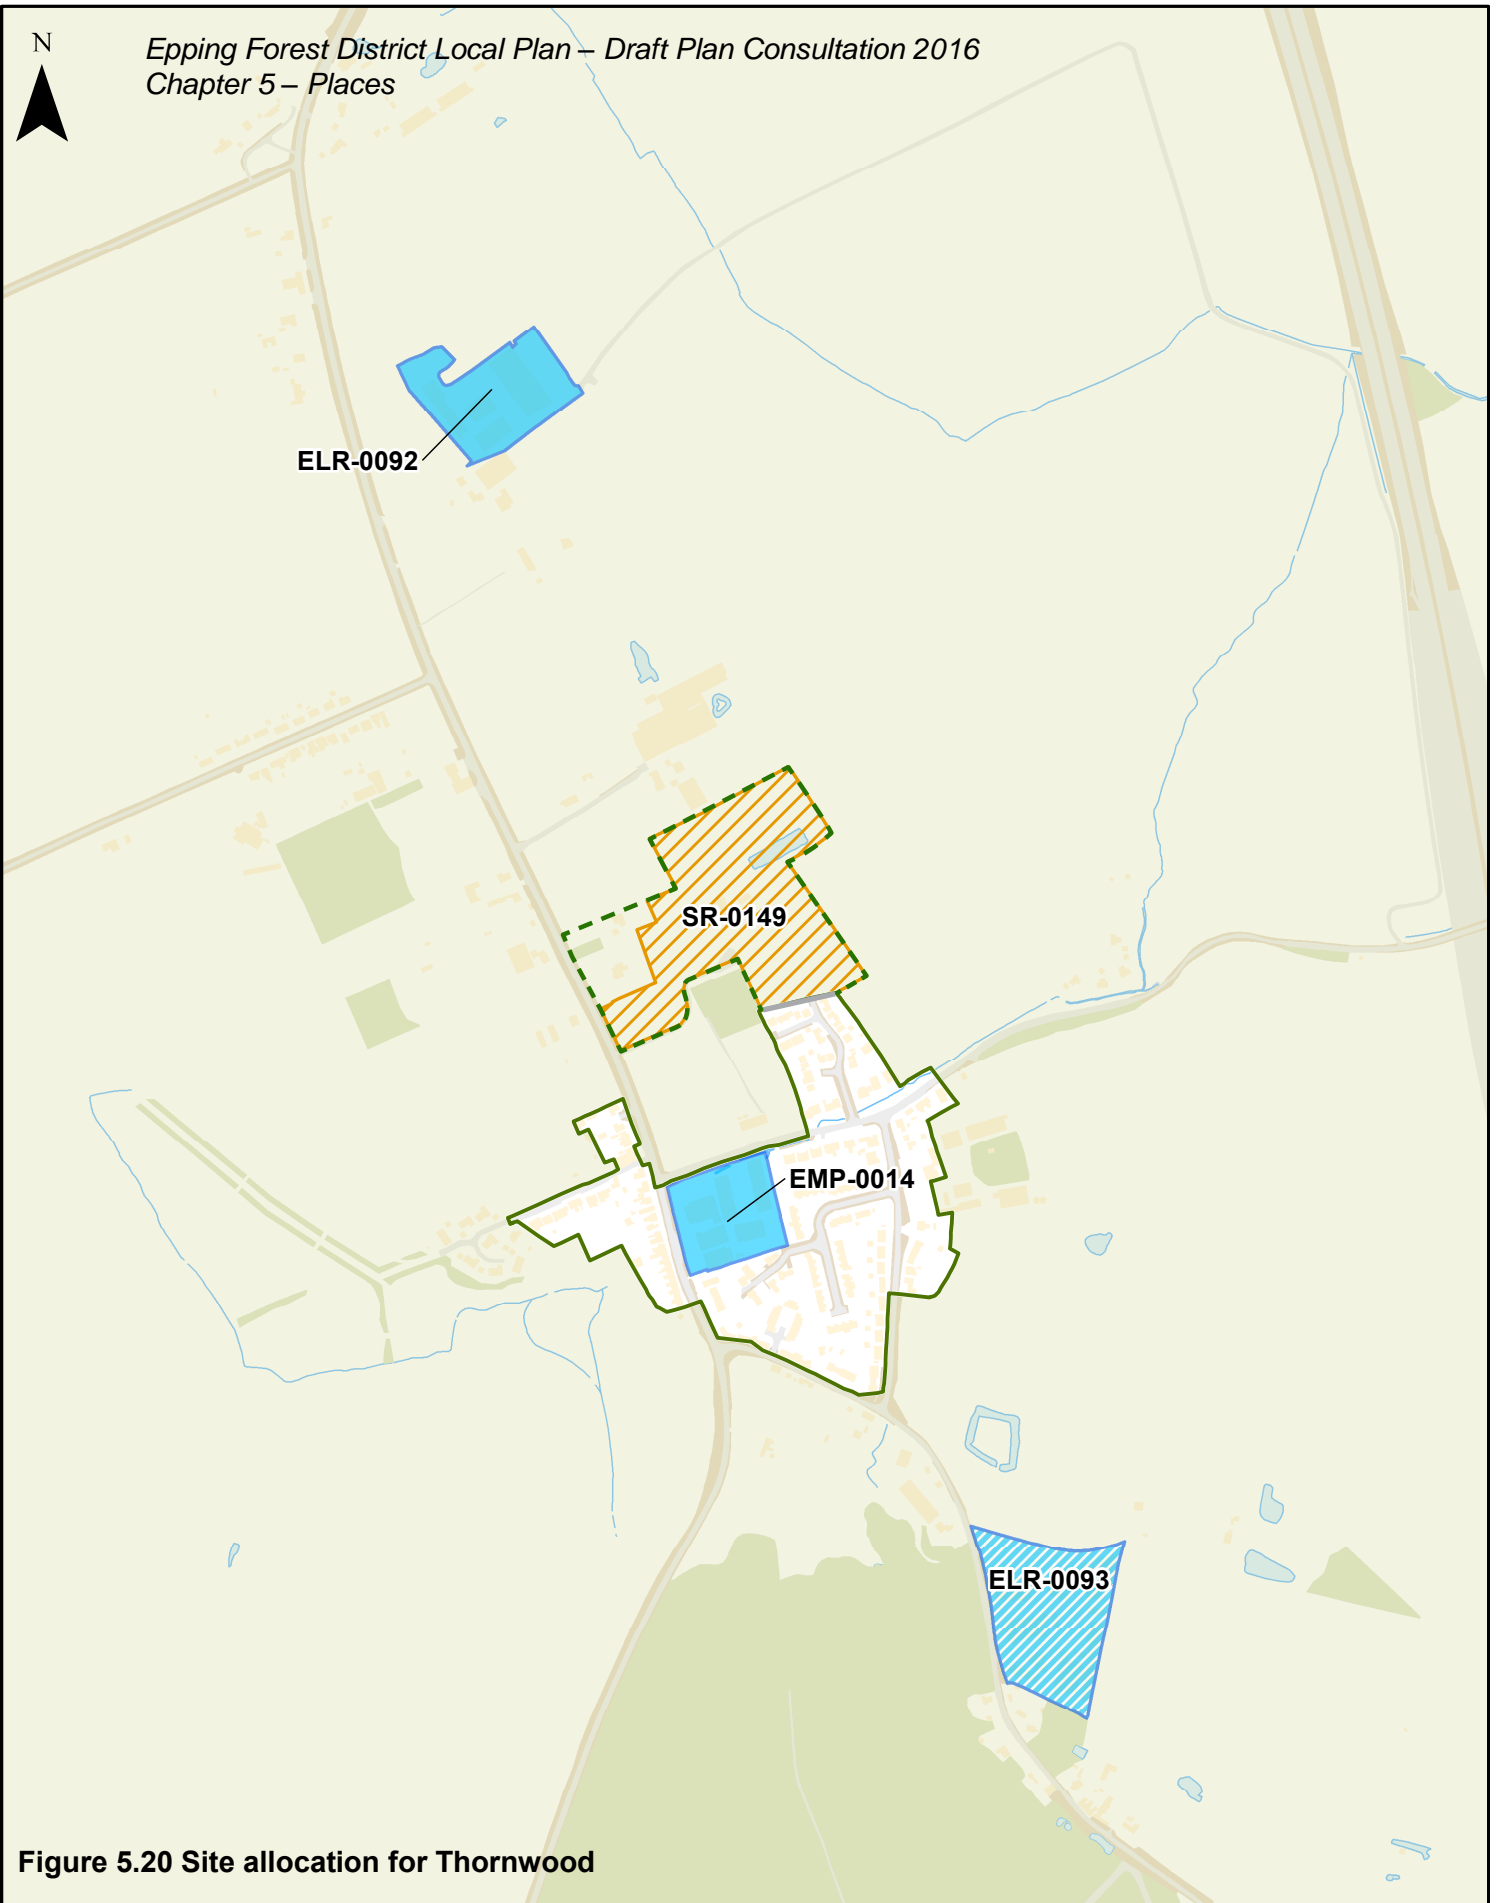 N
Epping Forest District Local Plan – Draft Plan Consultation 2016
Chapter 5 – Places
ELR-0092
SR-0149
EMP-0014
ELR-0093
Figure 5.20 Site allocation for Thornwood